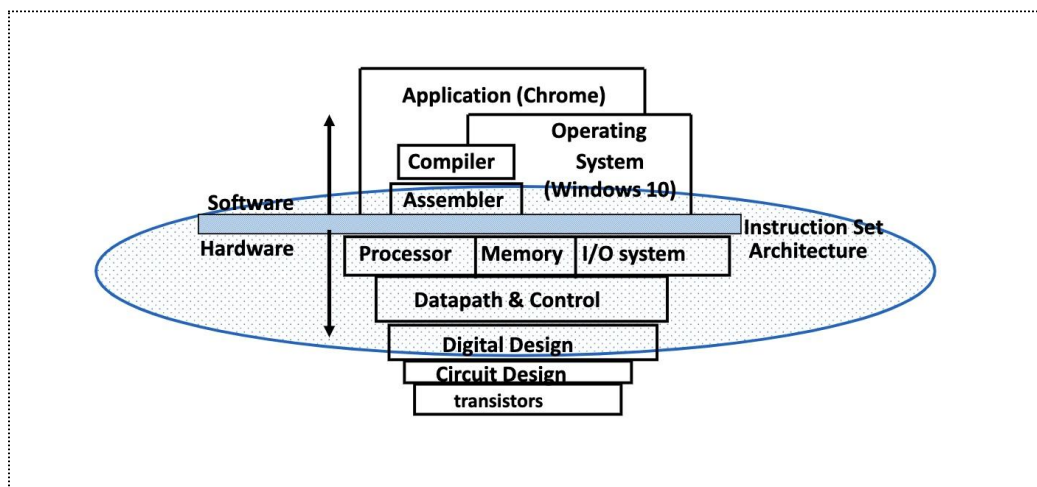 Application (Chrome)
Operating
System
(Windows 10)
Compiler
Assembler
Software
Hardware
Instruction Set
Architecture
Processor
Memory
I/O system
Datapath & Control
Digital Design
Circuit Design
transistors